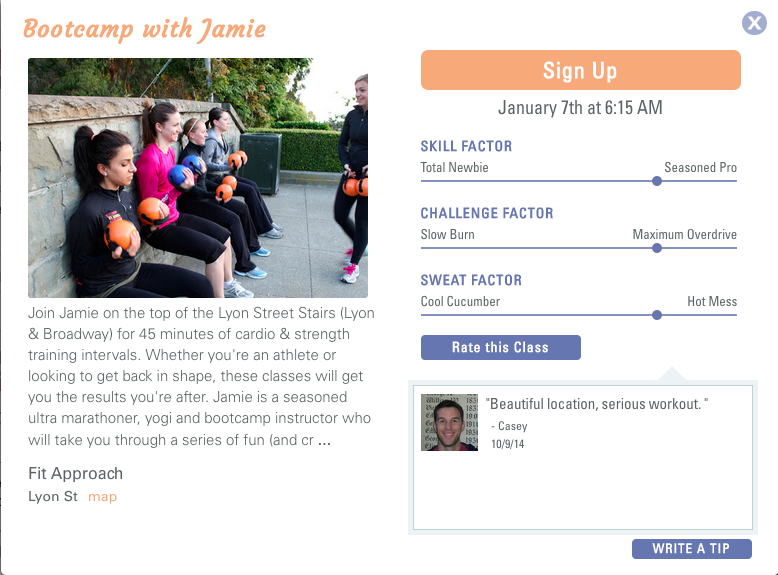 Bootcamp with Jamie
Sign Up
January 7th at 6:15 AM
SKILL FACTOR
Total Newbie Seasoned Pro
CHALLENGE FACTOR
Slow Burn Maximum Overdrive
SWEAT FACTOR
Cool Cucumber Hot Mess
Rate this Class
Join Jamie on the top of the Lyon Street Stairs (Lyon
& Broadway) for 45 minutes of cardio & strength
training intervals. Whether you're an athlete or
looking to get back in shape, these classes will get
you the results you're after. Jamie is a seasoned
ultra marathoner, yogi and bootcamp instructor who
will take you through a series of fun (and cr ...
Fit Approach
Lyon St map
"Beautiful location, serious workout. "
- Casey
10/9/14
WRITE A TIP